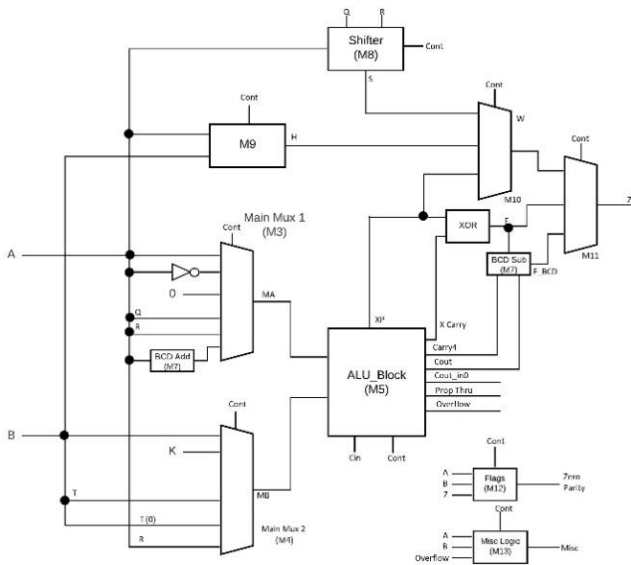 Q
R
Shifter
(M8)
Cont
S
Cont
Cont
M9
H
W
M10
Cont
Z
M11
Main Mux 1
(M3)
Cont
A
0
Q
R
MA
BCD Add
(M7)
XOR
F
BCD Sub
(M7)
F_BCD
XP
X Carry
Carry4
Cout
Cout_in0
Prop Thru
Overflow
ALU_Block
(M5)
Cin
Cont
B
Cont
K
T
T(0)
R
MB
Main Mux 2
(M4)
Cont
A
B
Z
Flags
(M12)
Zero
Parity
Cont
A
B
Overflow
Misc Logic
(M13)
Misc